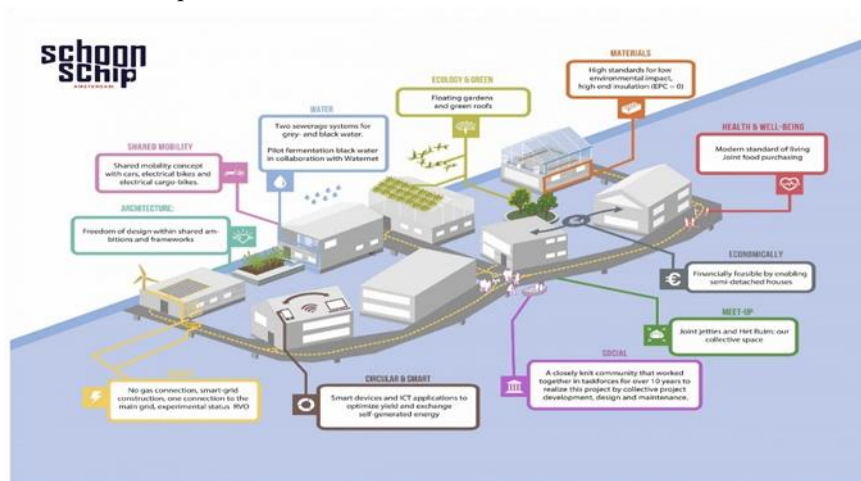 schoon
schip
AMSTERDAM
MATERIALS
High standards for low
environmental impact,
high end insulation (EPC = 0)
ECOLOGY & GREEN
Floating gardens
and green roofs
WATER
Two sewerage systems for
grey- and black water.
Pilot fermentation black water
in collaboration with Waternet
HEALTH & WELL-BEING
Modern standard of living
Joint food purchasing
SHARED MOBILITY
Shared mobility concept
with cars, electrical bikes and
electrical cargo-bikes.
ARCHITECTURE:
Freedom of design within shared am-
bitions and frameworks
ECONOMICALLY
Financially feasible by enabling
semi-detached houses
MEET-UP
Joint jetties and Het Ruim: our
collective space
SOCIAL
A closely knit community that worked
together in taskforces for over 10 years to
realize this project by collective project
development, design and maintenance.
CIRCULAR & SMART
Smart devices and ICT applications to
optimize yield and exchange
self-generated energy
No gas connection, smart-grid
construction, one connection to the
main grid, experimental status RVO